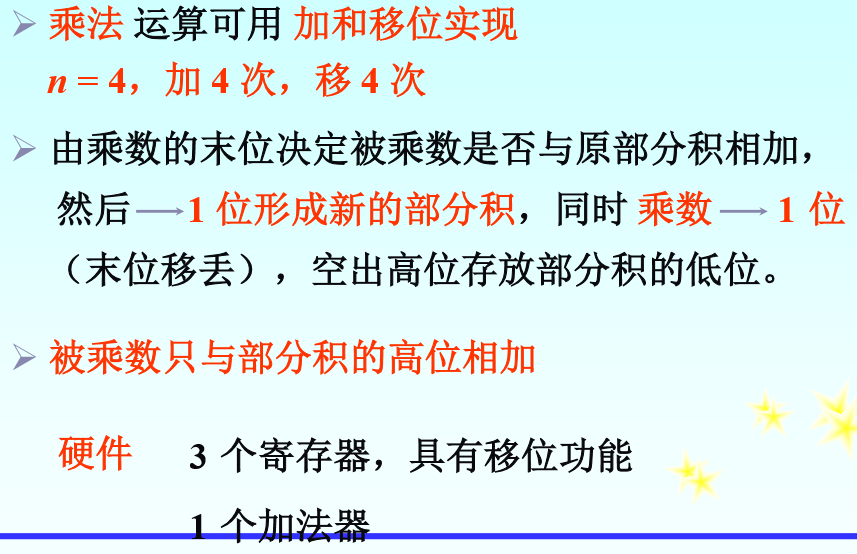 乘法 运算可用 加和移位实现
n = 4，加 4 次，移 4 次
由乘数的末位决定被乘数是否与原部分积相加，
然后 → 1 位形成新的部分积，同时 乘数 → 1 位
（末位移丢），空出高位存放部分积的低位。
被乘数只与部分积的高位相加
硬件 3 个寄存器，具有移位功能
1 个加法器